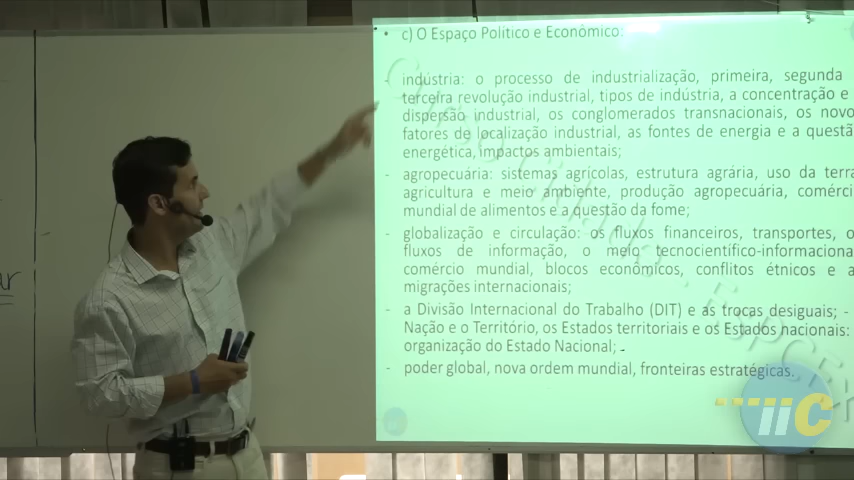 • c) O Espaço Político e Econômico:
- indústria: o processo de industrialização, primeira, segunda
terceira revolução industrial, tipos de indústria, a concentração e
dispersão industrial, os conglomerados transnacionais, os novo
fatores de localização industrial, as fontes de energia e a questã
energética, impactos ambientais;
- agropecuária: sistemas agrícolas, estrutura agrária, uso da terra
agricultura e meio ambiente, produção agropecuária, comérci
mundial de alimentos e a questão da fome;
- globalização e circulação: os fluxos financeiros, transportes, o
fluxos de informação, o meio tecnocientífico-informaciona
comércio mundial, blocos econômicos, conflitos étnicos e a
migrações internacionais;
- a Divisão Internacional do Trabalho (DIT) e as trocas desiguais; -
Nação e o Território, os Estados territoriais e os Estados nacionais:
organização do Estado Nacional; -
- poder global, nova ordem mundial, fronteiras estratégicas.
iic
ar